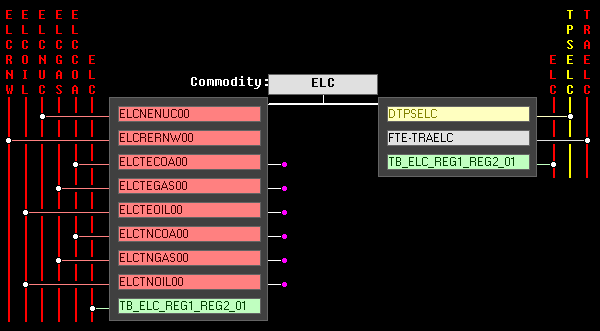 ELCRNW
ELCOIL
ELCNUC
ELCGAS
ELCCOA
ELC
Commodity:
ELC
ELCNENUC00
ELCRERNW00
ELCTECOA00
ELCTEGAS00
ELCTEOIL00
ELCTNCOA00
ELCTNGAS00
ELCTNOIL00
TB_ELC_REG1_REG2_01
DTPSELC
FTE-TRAELC
TB_ELC_REG1_REG2_01
ELC
TPSELC
TRAELC